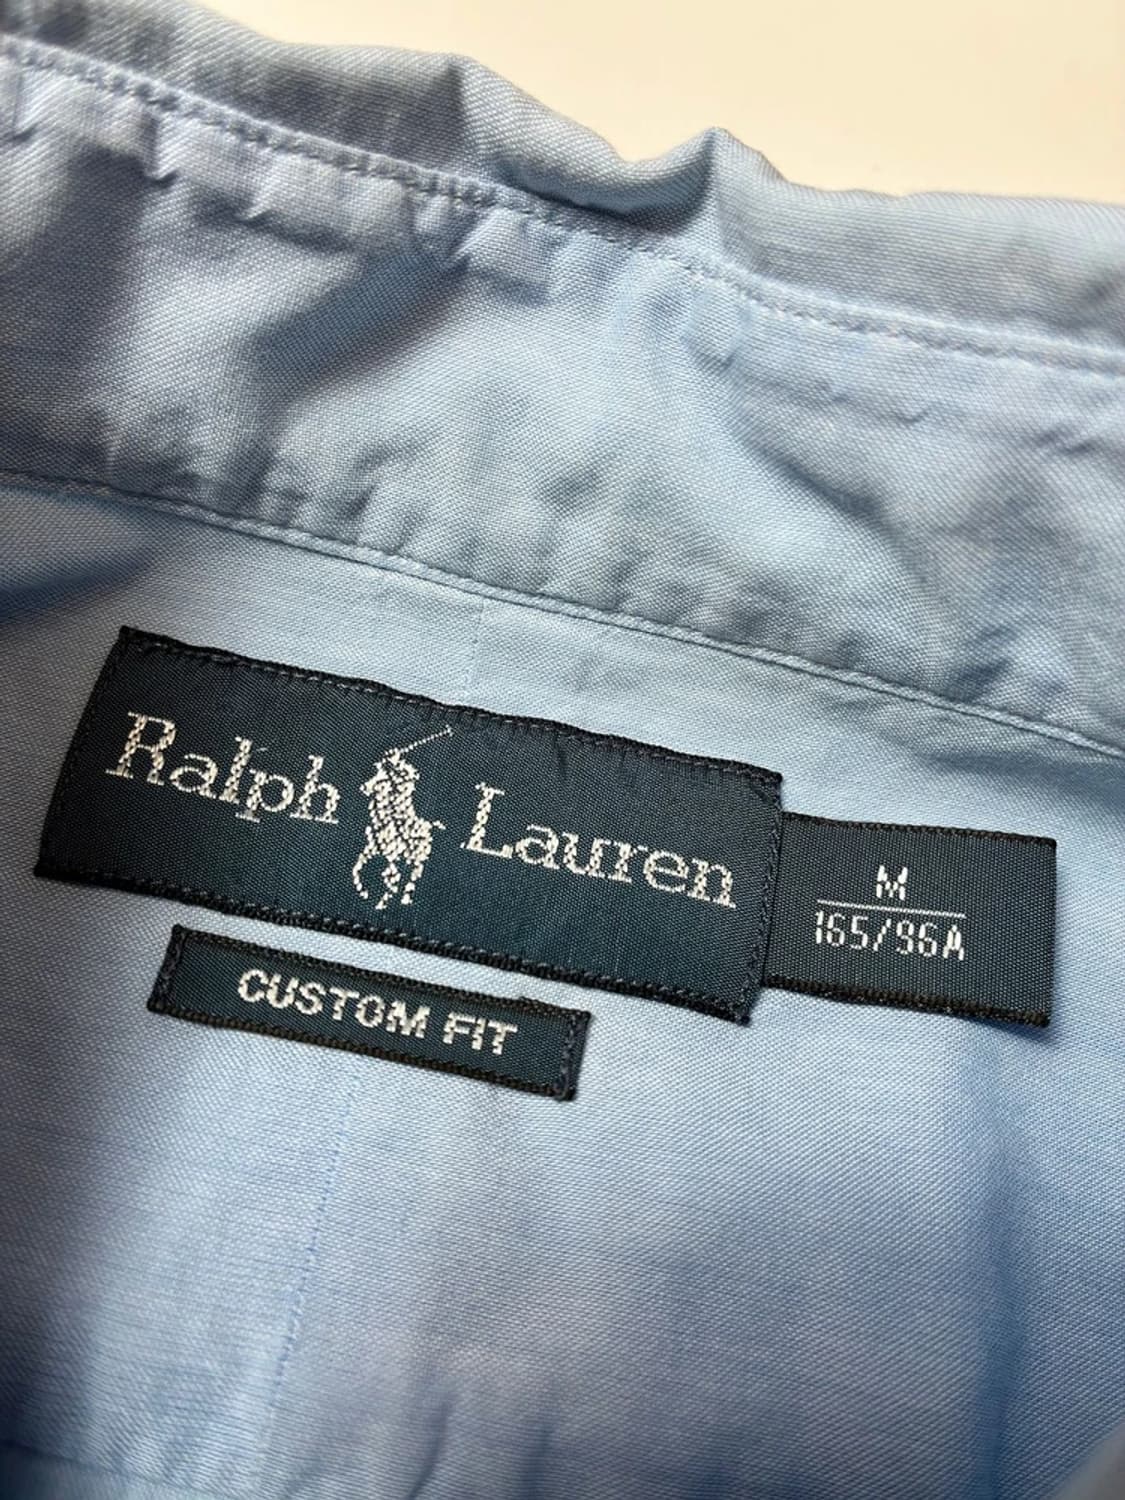 Ralph Lauren
M
165/96A
CUSTOM FIT